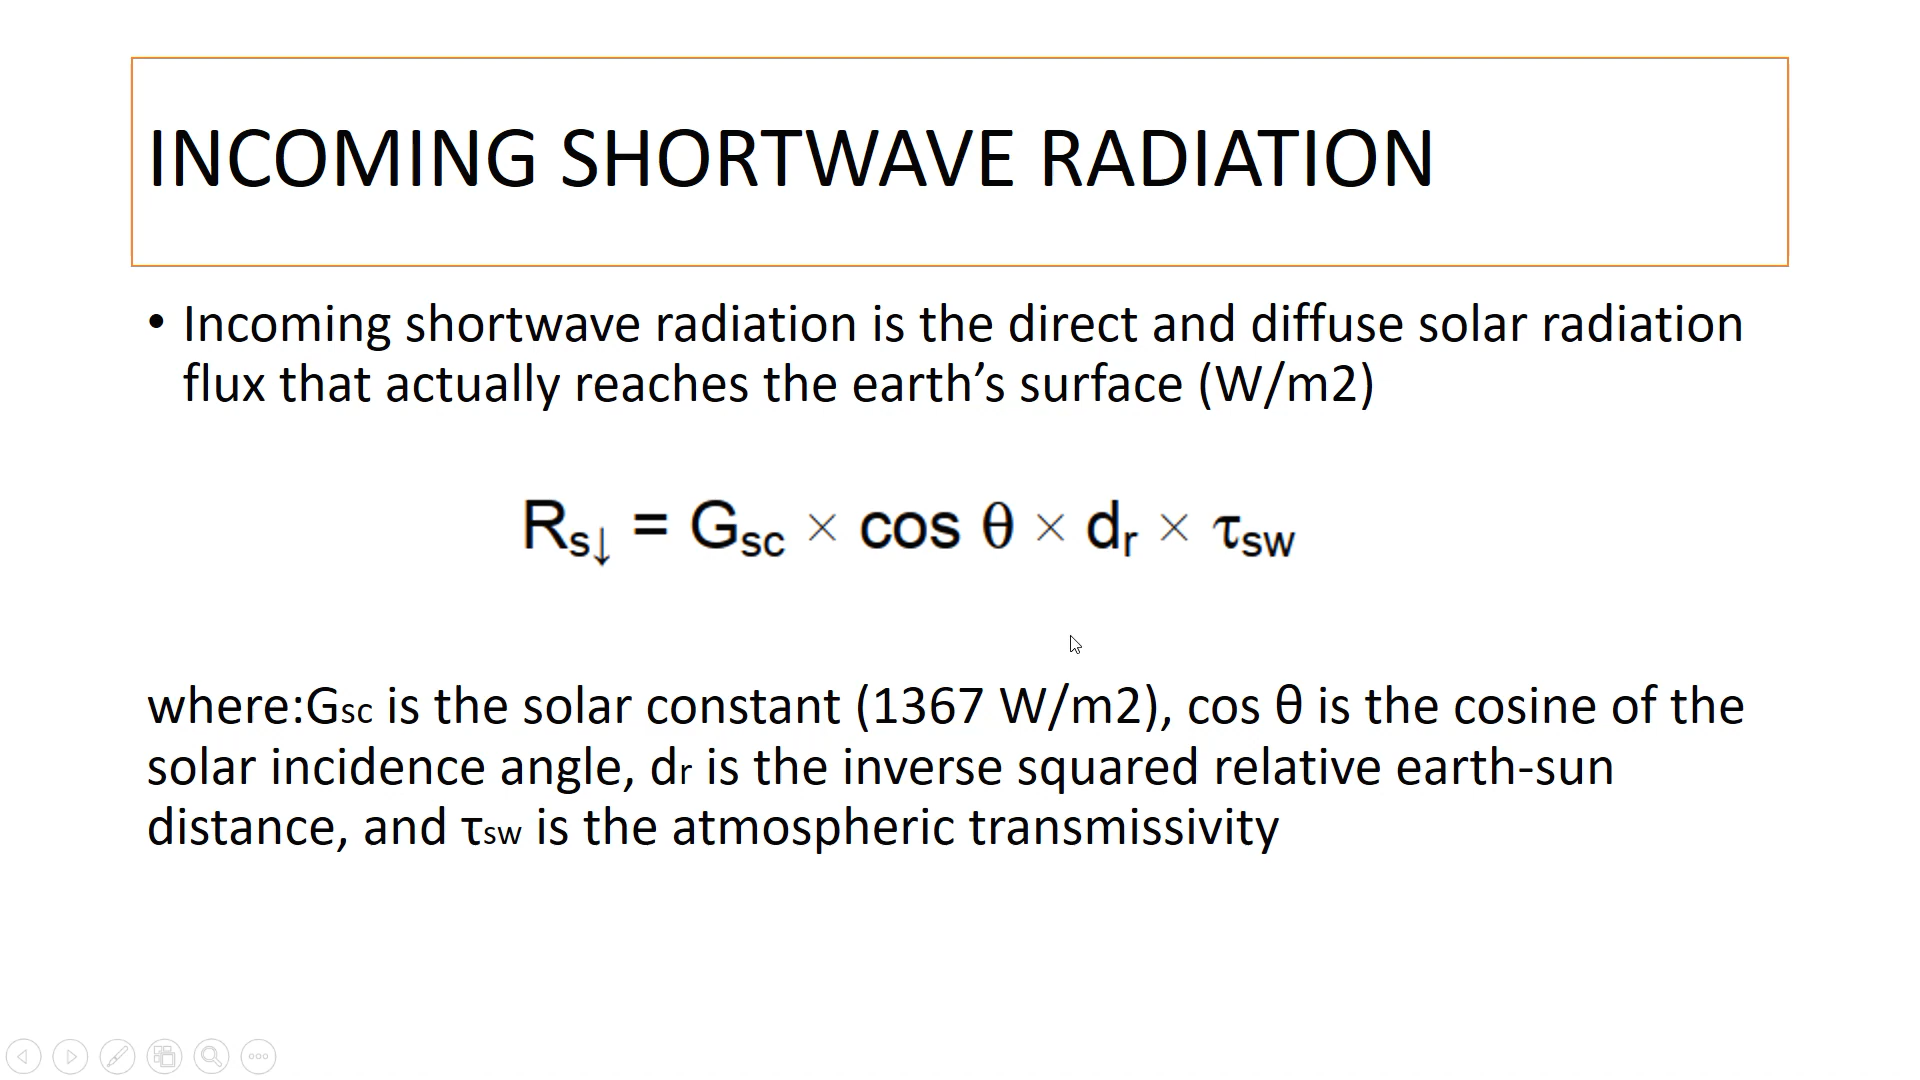 INCOMING SHORTWAVE RADIATION
• Incoming shortwave radiation is the direct and diffuse solar radiation
flux that actually reaches the earth’s surface (W/m2)
Rs↓ = Gsc × cos θ × dr × τsw
where:Gsc is the solar constant (1367 W/m2), cos θ is the cosine of the
solar incidence angle, dr is the inverse squared relative earth-sun
distance, and τsw is the atmospheric transmissivity